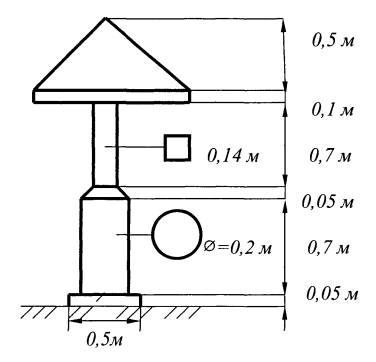 0,5 м
0,1 м
0,14 м 0,7 м
0,05 м
0,7 м
⌀=0,2 м
0,05 м
0,5м